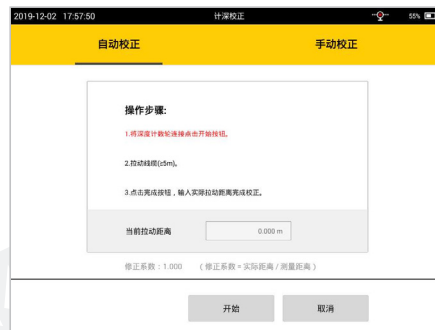 2019-12-02 17:57:50 计深校正 55%
自动校正 手动校正
操作步骤:
1.将深度计数轮连接点击开始按钮。
2.拉动线缆(≥5m)。
3.点击完成按钮，输入实际拉动距离完成校正。
当前拉动距离 0.000 m
修正系数：1.000 （修正系数 = 实际距离 / 测量距离）
开始 取消